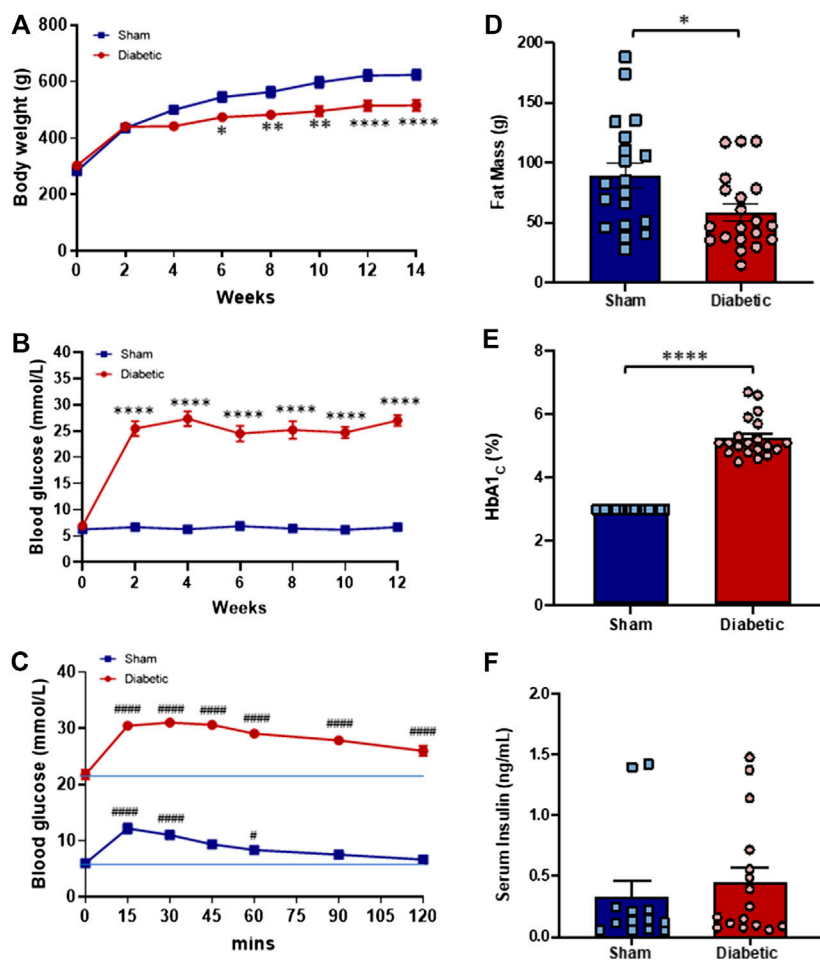 A
Sham
Diabetic
Body weight (g)
800
600
400
200
0
* ** ** **** ****
0 2 4 6 8 10 12 14
Weeks
B
Sham
Diabetic
Blood glucose (mmol/L)
40
35
30
25
20
15
10
5
0
**** **** **** **** **** ****
0 2 4 6 8 10 12
Weeks
C
Sham
Diabetic
Blood glucose (mmol/L)
40
30
20
10
0
#### #### #### #### #### ####
#### #### #
0 15 30 45 60 75 90 105 120
mins
D
*
Fat Mass (g)
200
150
100
50
0
Sham Diabetic
E
****
HbA1C (%)
8
6
4
2
0
Sham Diabetic
F
Serum Insulin (ng/mL)
2.0
1.5
1.0
0.5
0.0
Sham Diabetic